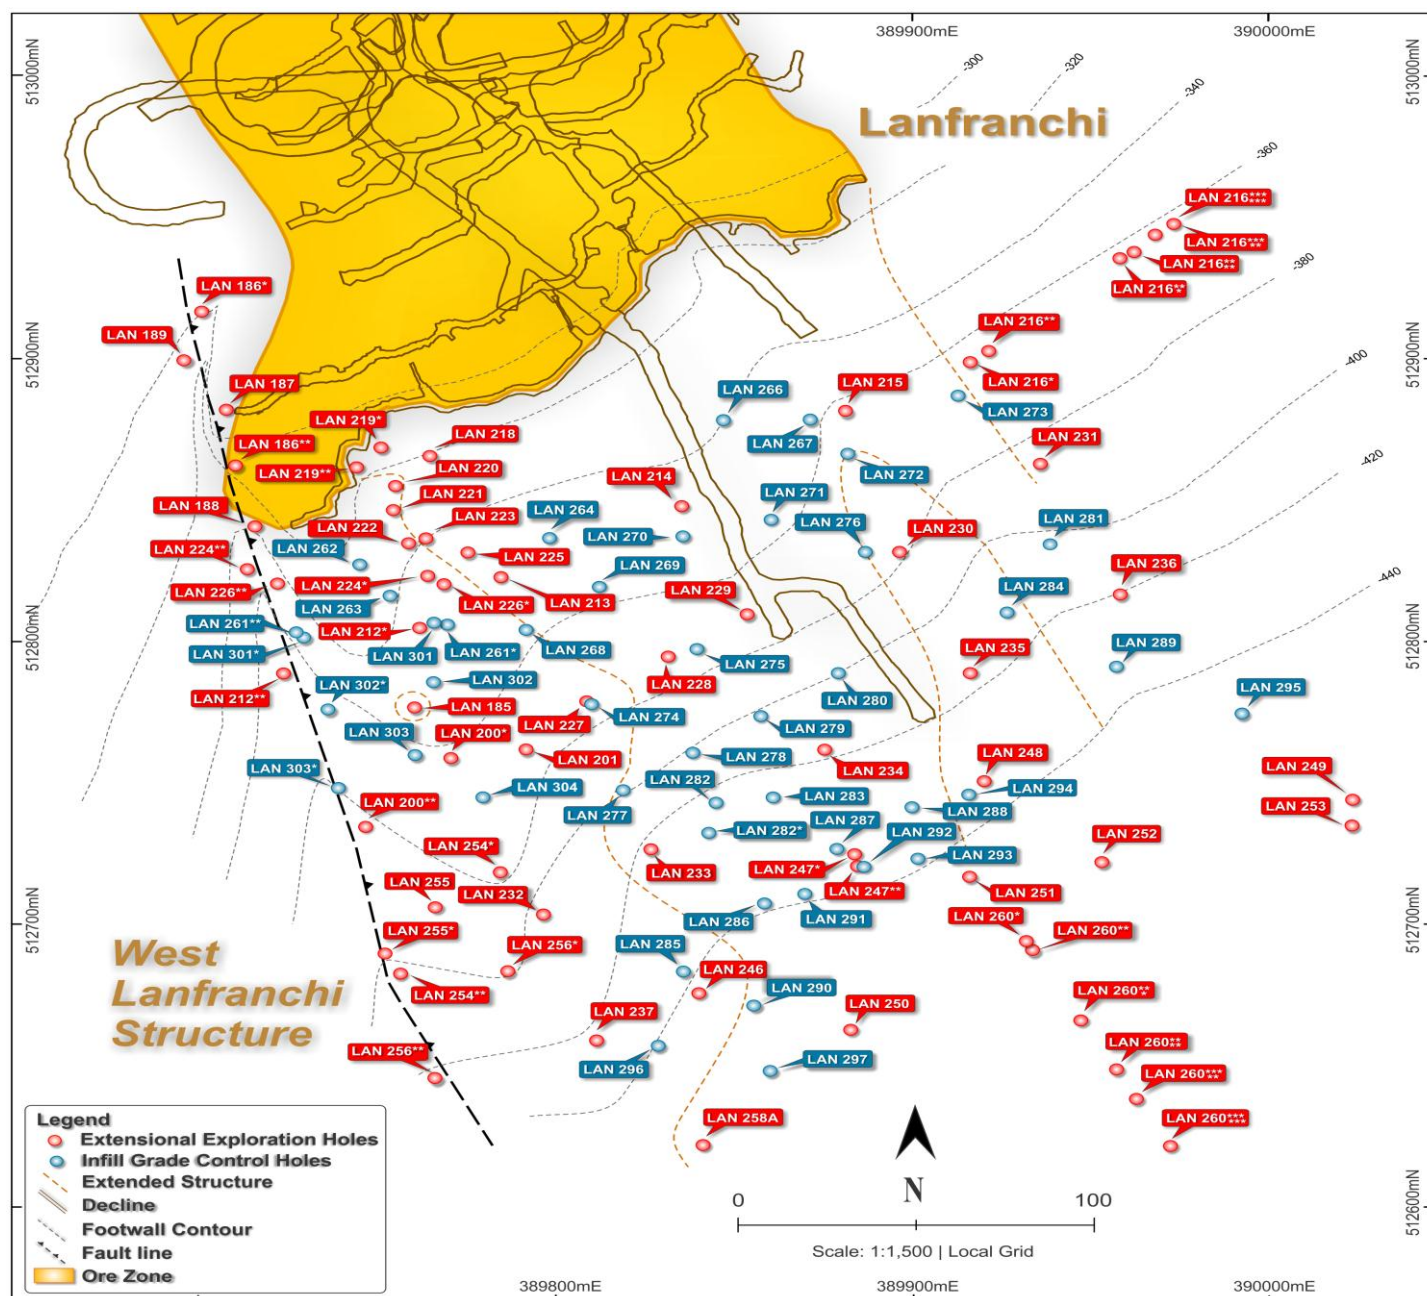 389900mE
390000mE
513000mN
513000mN
-300
-320
-340
Lanfranchi
-360
LAN 216******
LAN 216*****
LAN 216****
-380
LAN 186*
LAN 216***
LAN 189
LAN 216**
512900mN
512900mN
-400
LAN 187
LAN 266
LAN 215
LAN 216*
LAN 273
LAN 219*
LAN 218
LAN 267
LAN 231
LAN 186**
LAN 219**
LAN 220
LAN 214
LAN 272
-420
LAN 221
LAN 271
LAN 188
LAN 223
LAN 264
LAN 222
LAN 276
LAN 230
LAN 281
LAN 224**
LAN 262
LAN 225
LAN 270
LAN 236
-440
LAN 226**
LAN 224*
LAN 269
LAN 229
LAN 284
LAN 263
LAN 226*
LAN 213
LAN 261**
LAN 212*
512800mN
512800mN
LAN 301*
LAN 301
LAN 261*
LAN 268
LAN 235
LAN 275
LAN 289
LAN 302*
LAN 302
LAN 228
LAN 212**
LAN 295
LAN 185
LAN 227
LAN 274
LAN 280
LAN 303
LAN 200*
LAN 279
LAN 201
LAN 278
LAN 248
LAN 303*
LAN 234
LAN 249
LAN 282
LAN 304
LAN 283
LAN 294
LAN 253
LAN 200**
LAN 277
LAN 288
LAN 287
LAN 282*
LAN 292
LAN 252
LAN 254*
LAN 293
LAN 233
LAN 247*
LAN 255
LAN 232
LAN 247**
LAN 251
512700mN
512700mN
LAN 286
LAN 291
LAN 260*
LAN 255*
LAN 256*
LAN 260**
West
Lanfranchi
Structure
LAN 285
LAN 246
LAN 254**
LAN 290
LAN 260***
LAN 237
LAN 250
LAN 260****
LAN 256**
LAN 296
LAN 297
LAN 260*****
LAN 258A
LAN 260******
Legend
Extensional Exploration Holes
Infill Grade Control Holes
Extended Structure
Decline
Footwall Contour
Fault line
Ore Zone
N
0
100
Scale: 1:1,500 | Local Grid
512600mN
512600mN
389800mE
389900mE
390000mE